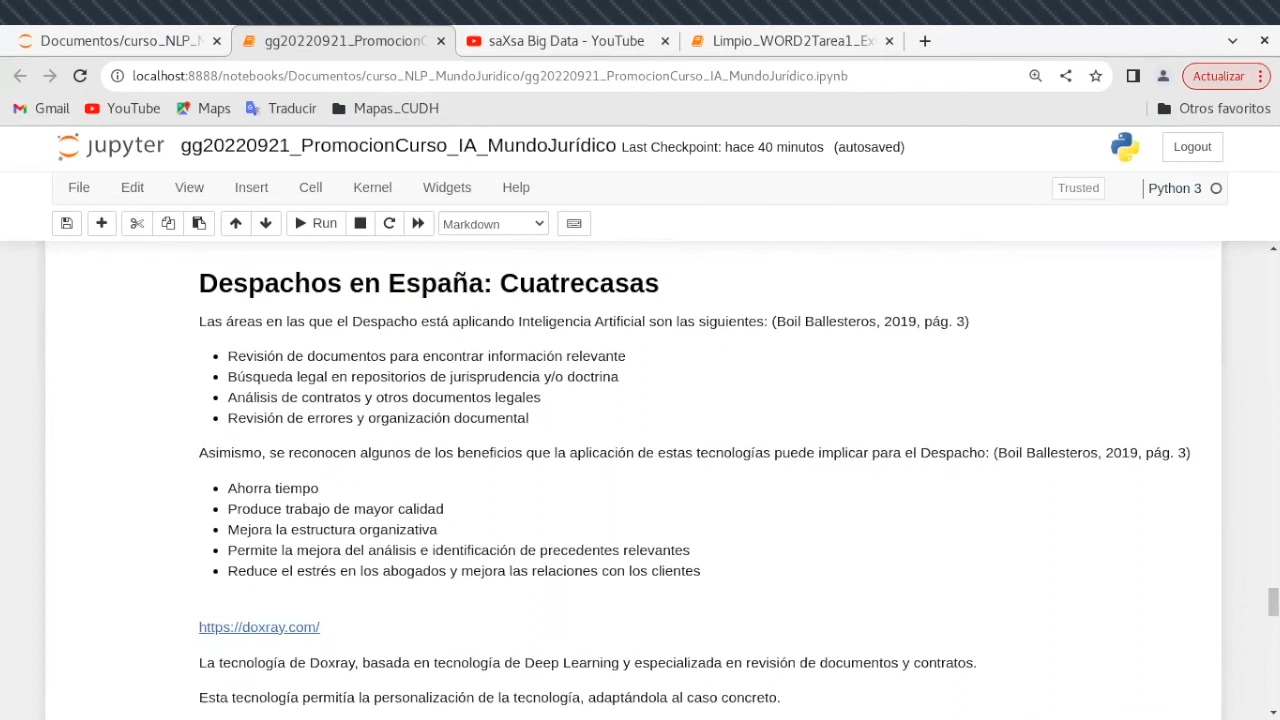 Documentos/curso_NLP_M
gg20220921_PromocionC
saXsa Big Data - YouTube
Limpio_WORD2Tarea1_Ex
localhost:8888/notebooks/Documentos/curso_NLP_MundoJuridico/gg20220921_PromocionCurso_IA_MundoJurídico.ipynb
Actualizar
Gmail
YouTube
Maps
Traducir
Mapas_CUDH
Otros favoritos
jupyter
gg20220921_PromocionCurso_IA_MundoJurídico Last Checkpoint: hace 40 minutos (autosaved)
Logout
File Edit View Insert Cell Kernel Widgets Help
Trusted
Python 3
Run
Markdown
Despachos en España: Cuatrecasas
Las áreas en las que el Despacho está aplicando Inteligencia Artificial son las siguientes: (Boil Ballesteros, 2019, pág. 3)
• Revisión de documentos para encontrar información relevante
• Búsqueda legal en repositorios de jurisprudencia y/o doctrina
• Análisis de contratos y otros documentos legales
• Revisión de errores y organización documental
Asimismo, se reconocen algunos de los beneficios que la aplicación de estas tecnologías puede implicar para el Despacho: (Boil Ballesteros, 2019, pág. 3)
• Ahorra tiempo
• Produce trabajo de mayor calidad
• Mejora la estructura organizativa
• Permite la mejora del análisis e identificación de precedentes relevantes
• Reduce el estrés en los abogados y mejora las relaciones con los clientes
https://doxray.com/
La tecnología de Doxray, basada en tecnología de Deep Learning y especializada en revisión de documentos y contratos.
Esta tecnología permitía la personalización de la tecnología, adaptándola al caso concreto.